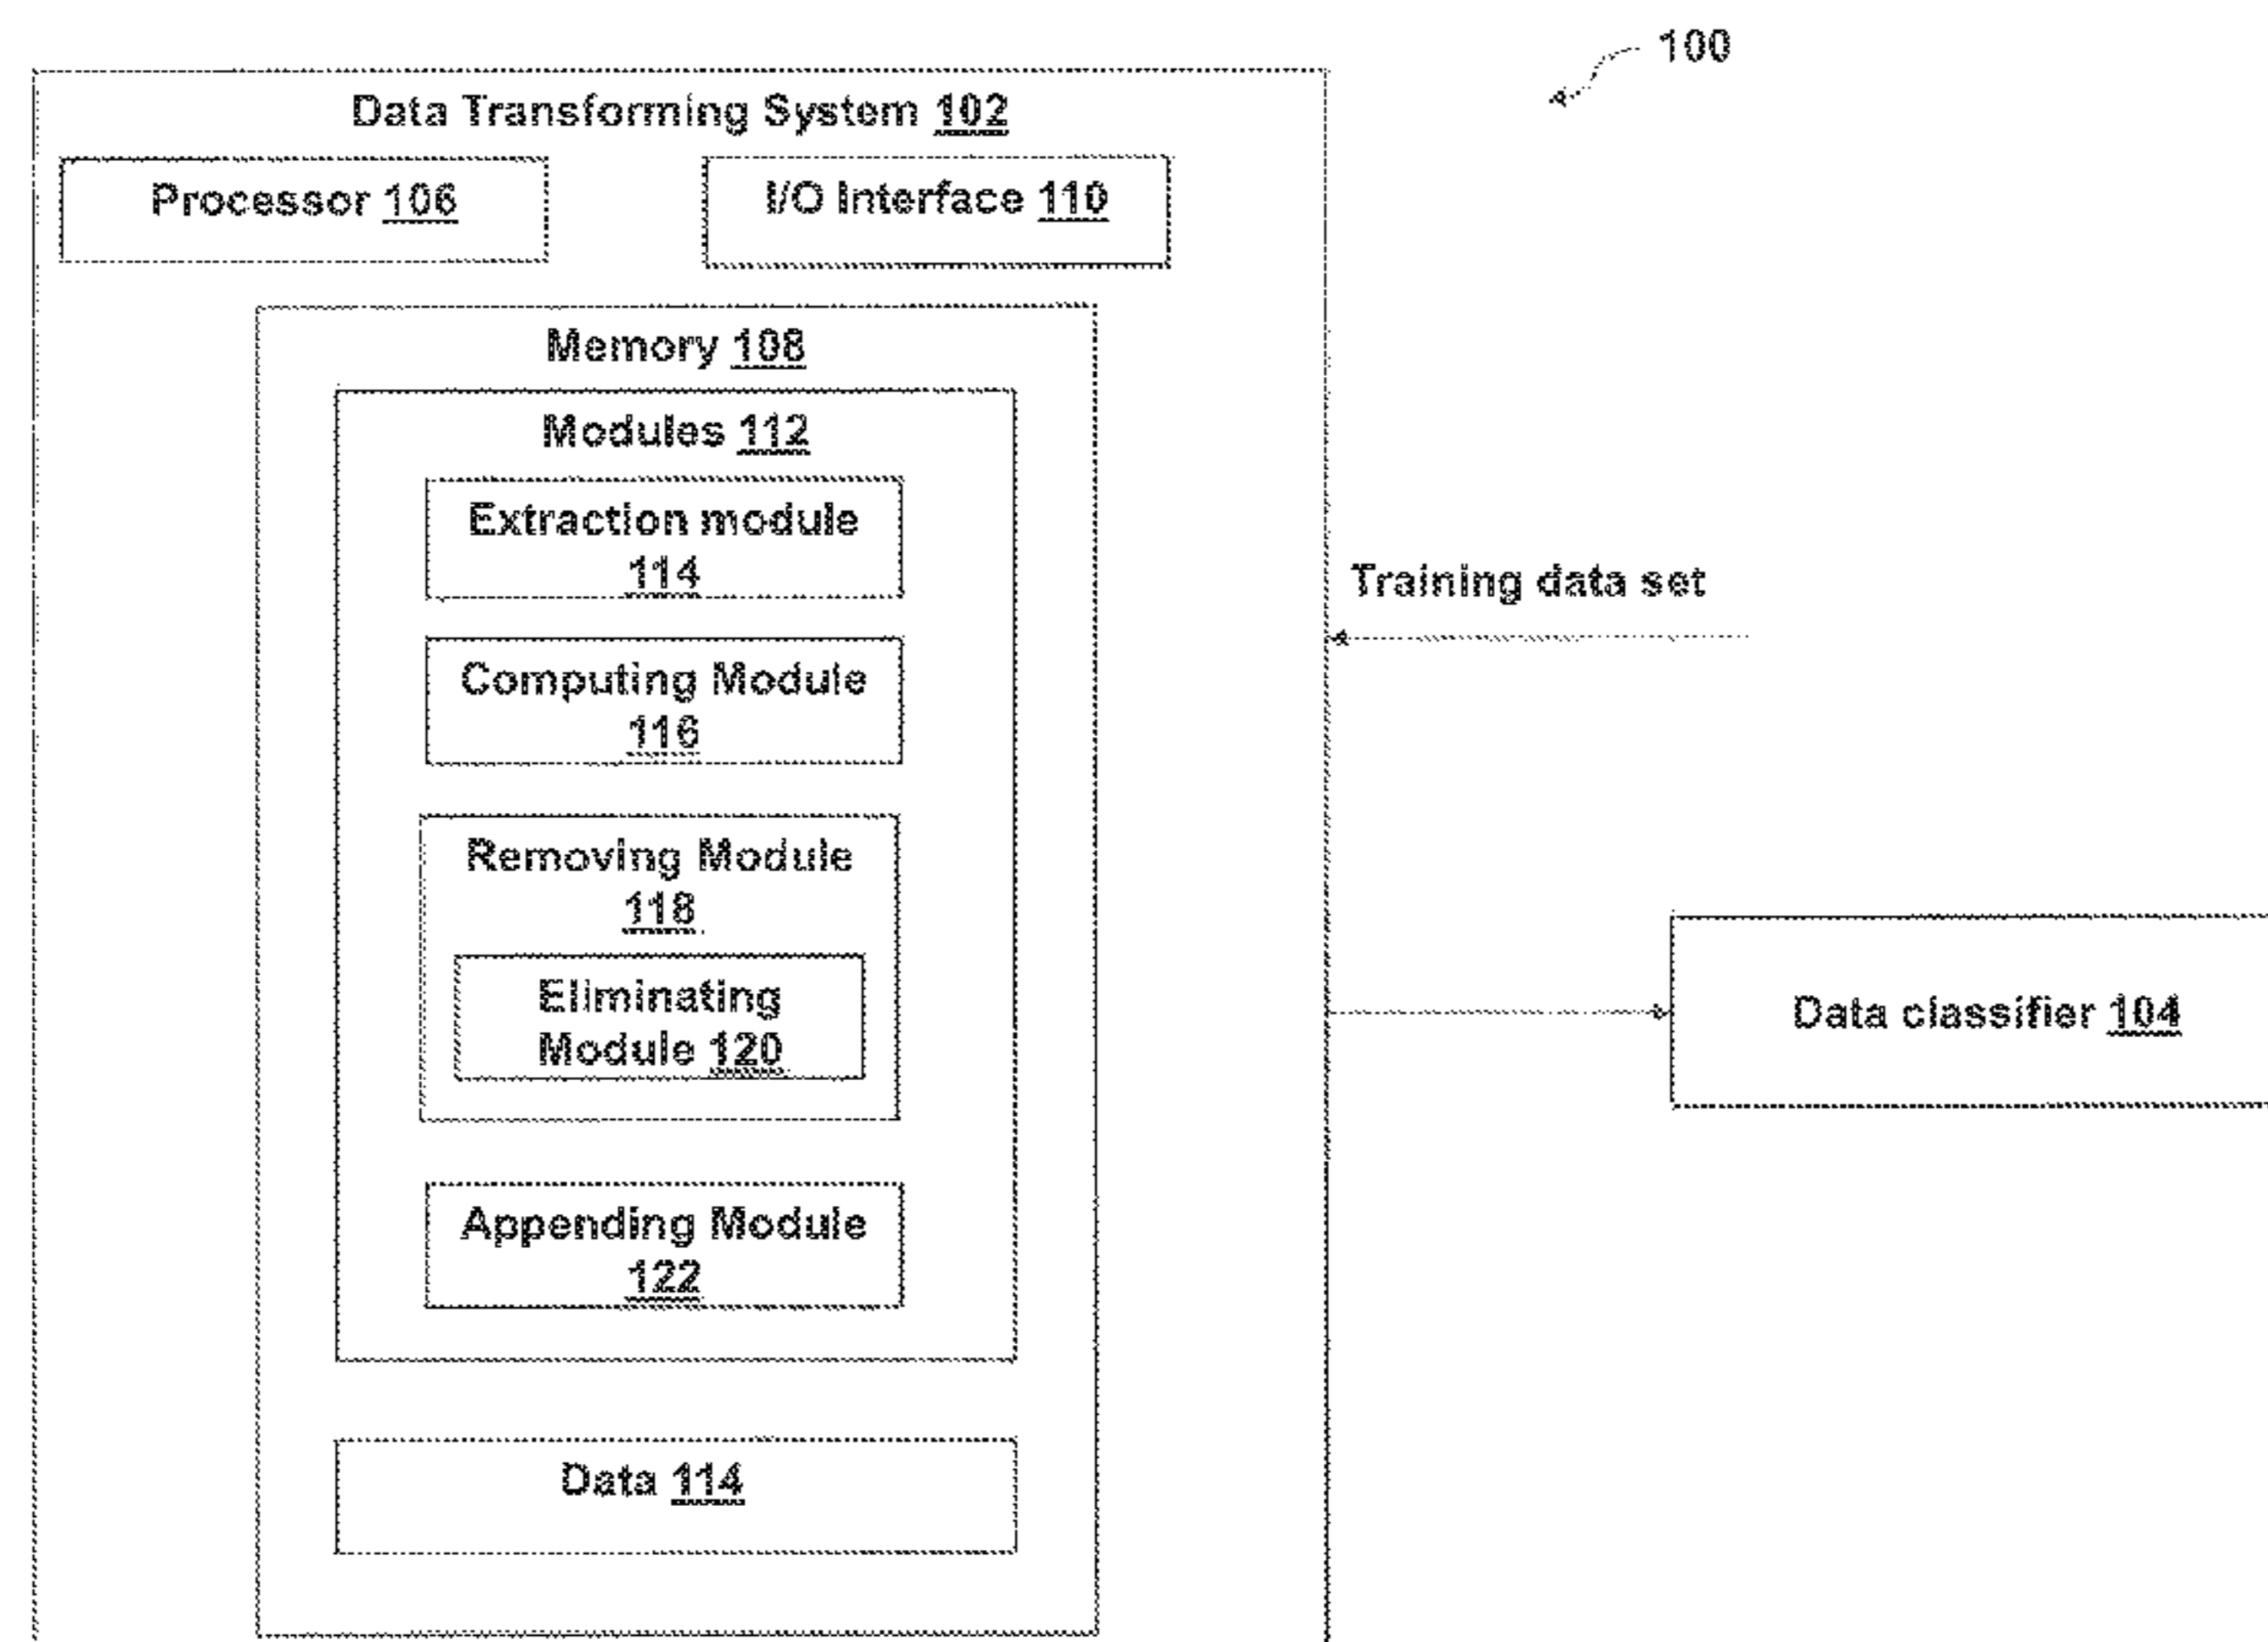 100
Data Transforming System 102
Processor 106
I/O Interface 110
Memory 108
Modules 112
Extraction module
114
Training data set
Computing Module
116
Removing Module
118
Eliminating
Module 120
Data classifier 104
Appending Module
122
Data 114